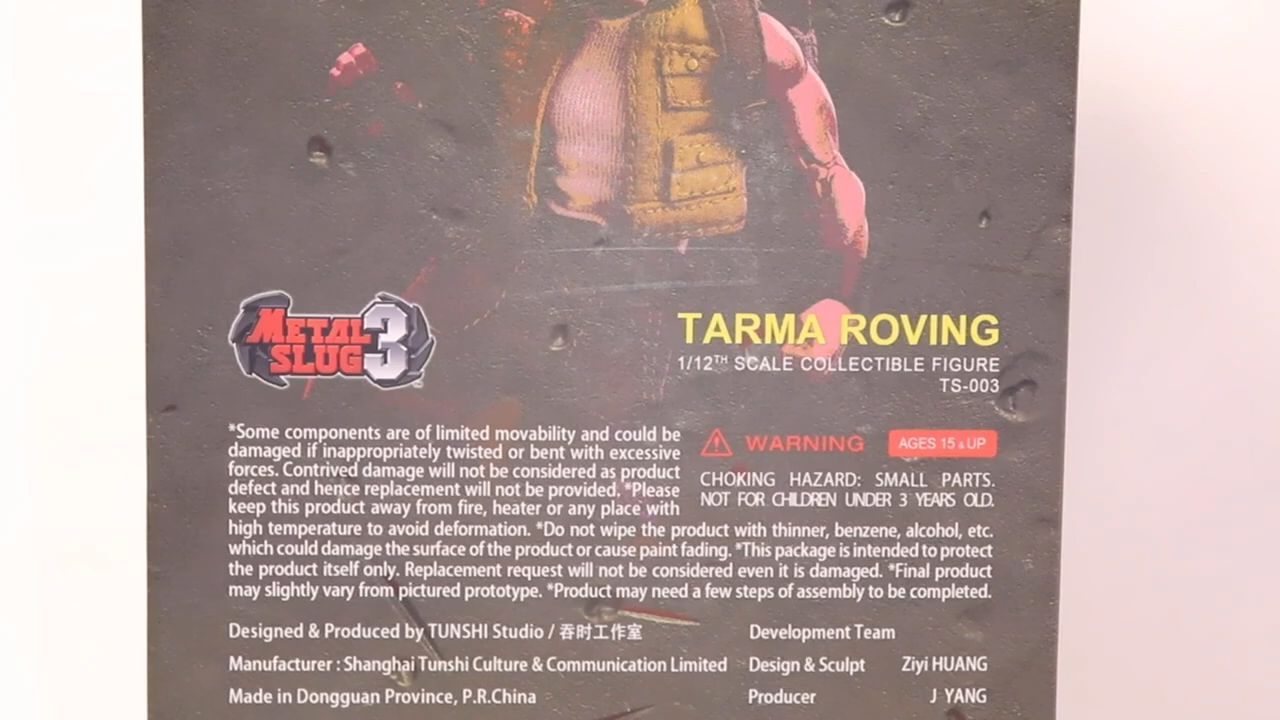 METAL
SLUG 3
TARMA ROVING
1/12TH SCALE COLLECTIBLE FIGURE
TS-003
*Some components are of limited movability and could be
damaged if inappropriately twisted or bent with excessive
forces. Contrived damage will not be considered as product
defect and hence replacement will not be provided. *Please
keep this product away from fire, heater or any place with
high temperature to avoid deformation. *Do not wipe the product with thinner, benzene, alcohol, etc.
which could damage the surface of the product or cause paint fading. *This package is intended to protect
the product itself only. Replacement request will not be considered even it is damaged. *Final product
may slightly vary from pictured prototype. *Product may need a few steps of assembly to be completed.
WARNING AGES 15 & UP
CHOKING HAZARD: SMALL PARTS.
NOT FOR CHILDREN UNDER 3 YEARS OLD.
Designed & Produced by TUNSHI Studio / 吞时工作室
Manufacturer : Shanghai Tunshi Culture & Communication Limited
Made in Dongguan Province, P.R.China
Development Team
Design & Sculpt Ziyi HUANG
Producer J YANG